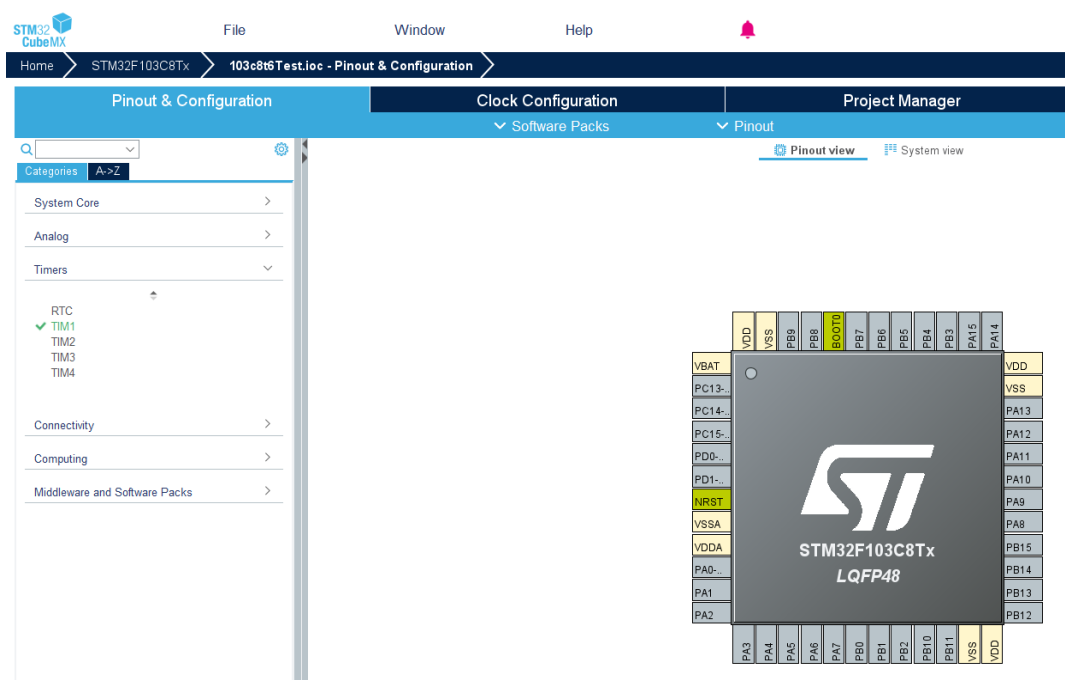 STM32
CubeMX
File
Window
Help
Home
STM32F103C8Tx
103c8t6Test.ioc - Pinout & Configuration
Pinout & Configuration
Clock Configuration
Project Manager
Software Packs
Pinout
Pinout view
System view
Categories
A->Z
System Core
Analog
Timers
RTC
TIM1
TIM2
TIM3
TIM4
Connectivity
Computing
Middleware and Software Packs
VDD
VSS
PB9
PB8
BOOT0
PB7
PB6
PB5
PB4
PB3
PA15
PA14
VBAT
PC13-..
PC14-..
PC15-..
PD0-..
PD1-..
NRST
VSSA
VDDA
PA0-..
PA1
PA2
STM32F103C8Tx
LQFP48
VDD
VSS
PA13
PA12
PA11
PA10
PA9
PA8
PB15
PB14
PB13
PB12
PA3
PA4
PA5
PA6
PA7
PB0
PB1
PB2
PB10
PB11
VSS
VDD